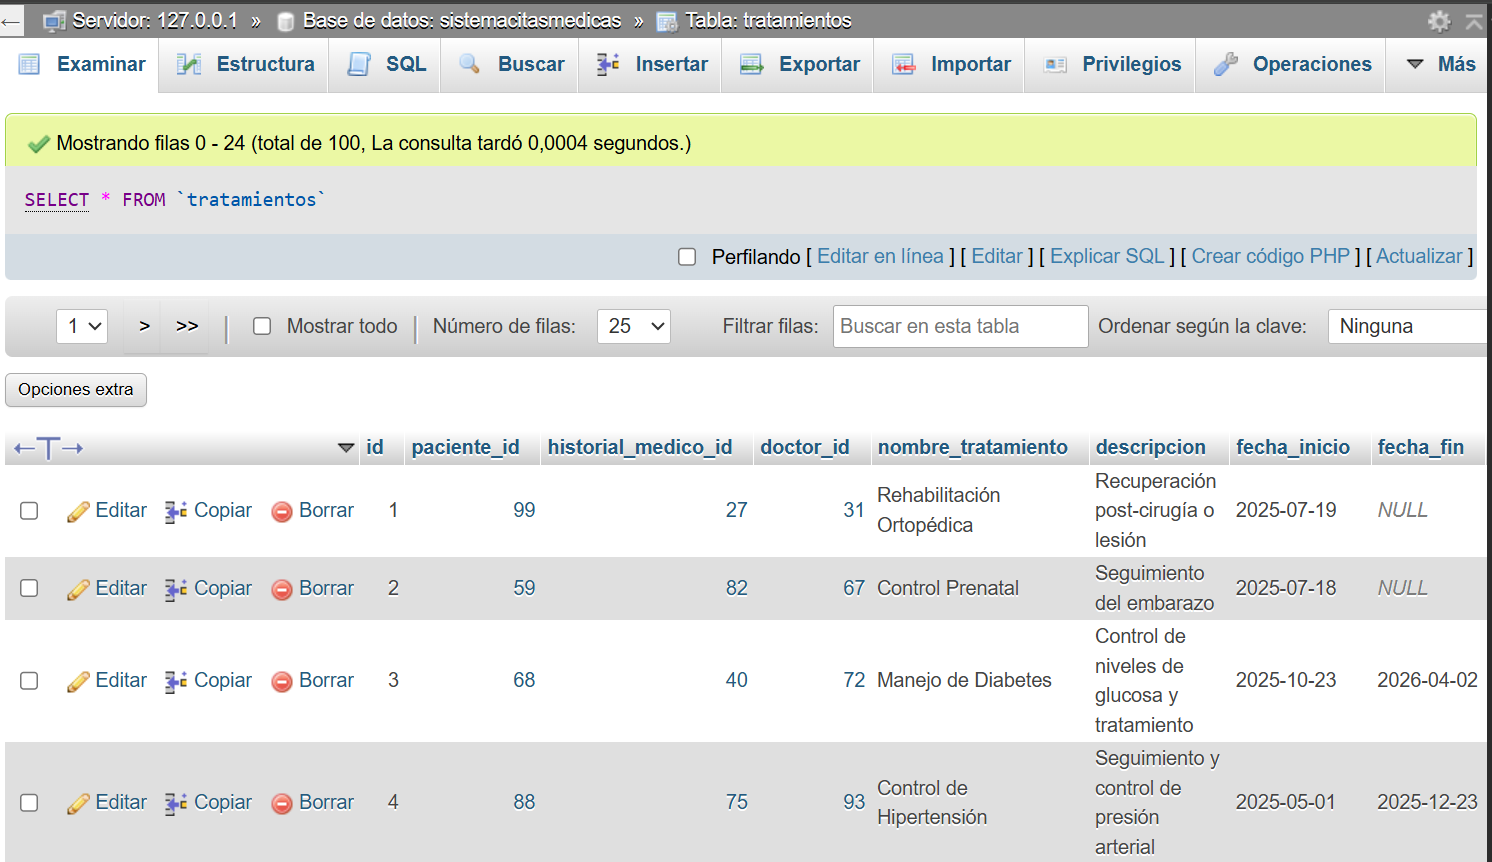 ← Servidor: 127.0.0.1 » Base de datos: sistemacitasmedicas » Tabla: tratamientos
Examinar Estructura SQL Buscar Insertar Exportar Importar Privilegios Operaciones Más
Mostrando filas 0 - 24 (total de 100, La consulta tardó 0,0004 segundos.)
SELECT * FROM `tratamientos`
Perfilando [ Editar en línea ] [ Editar ] [ Explicar SQL ] [ Crear código PHP ] [ Actualizar ]
1 > >> | Mostrar todo | Número de filas: 25 Filtrar filas: Buscar en esta tabla Ordenar según la clave: Ninguna
Opciones extra
←T→ id paciente_id historial_medico_id doctor_id nombre_tratamiento descripcion fecha_inicio fecha_fin
Editar Copiar Borrar 1 99 27 31 Rehabilitación Ortopédica Recuperación post-cirugía o lesión 2025-07-19 NULL
Editar Copiar Borrar 2 59 82 67 Control Prenatal Seguimiento del embarazo 2025-07-18 NULL
Editar Copiar Borrar 3 68 40 72 Manejo de Diabetes Control de niveles de glucosa y tratamiento 2025-10-23 2026-04-02
Editar Copiar Borrar 4 88 75 93 Control de Hipertensión Seguimiento y control de presión arterial 2025-05-01 2025-12-23